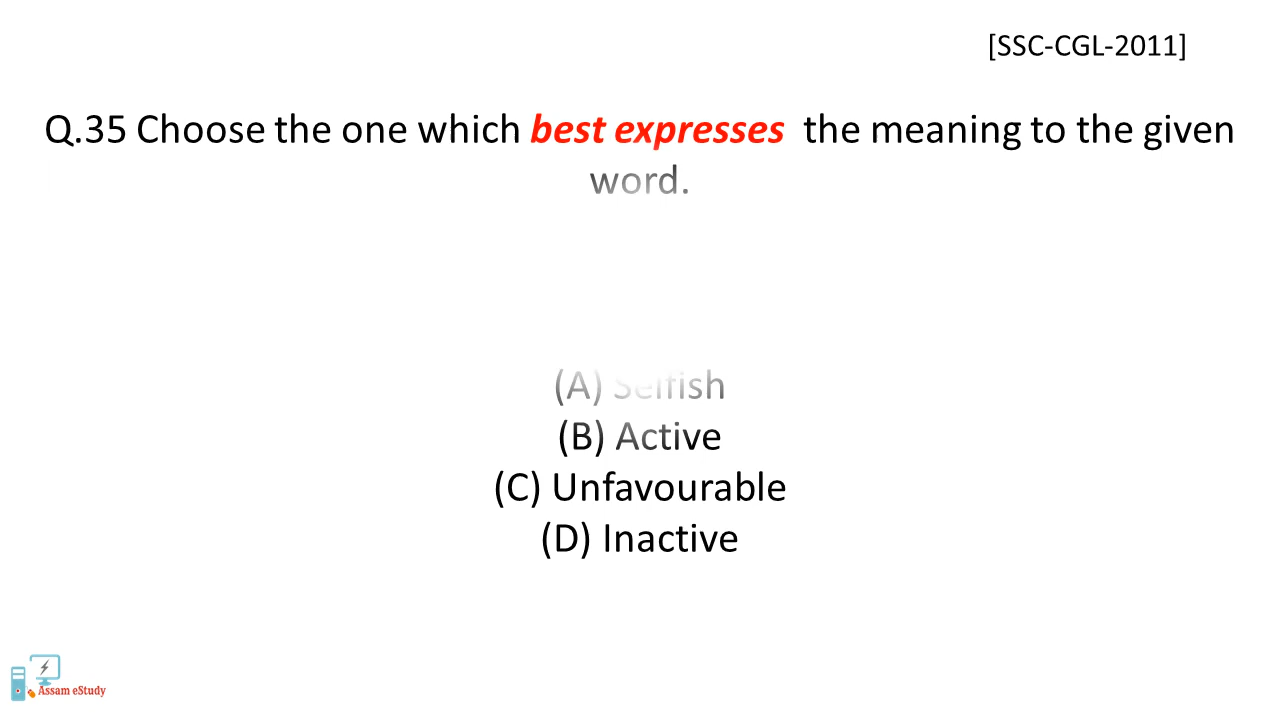 [SSC-CGL-2011]
Q.35 Choose the one which best expresses the meaning to the given
word.
(A) Selfish
(B) Active
(C) Unfavourable
(D) Inactive
Assam eStudy